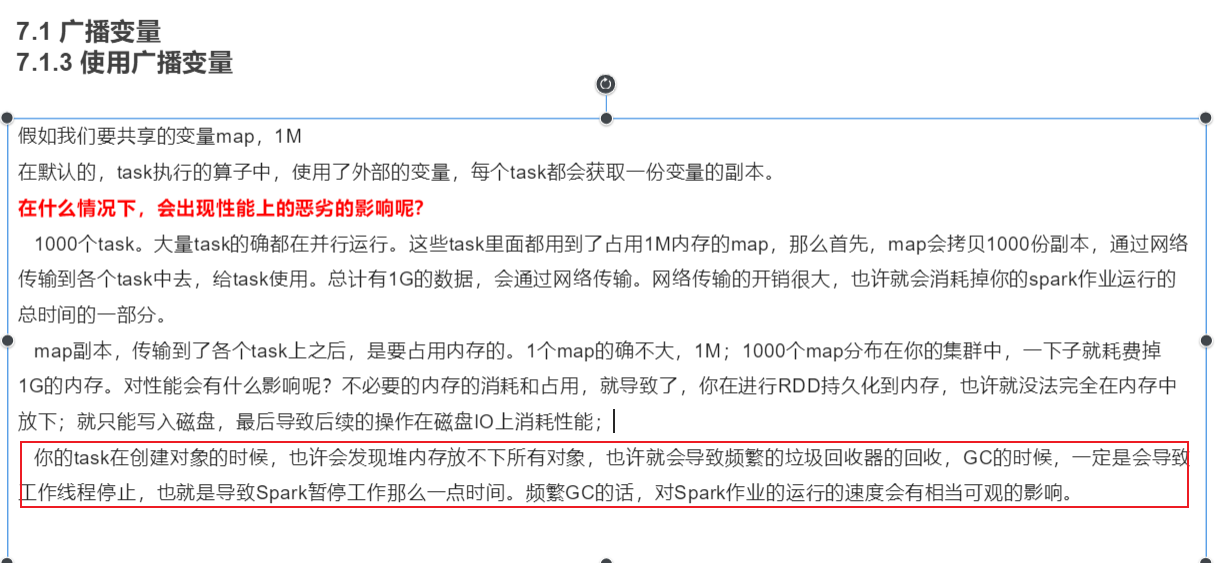 7.1 广播变量
7.1.3 使用广播变量
假如我们要共享的变量map，1M
在默认的，task执行的算子中，使用了外部的变量，每个task都会获取一份变量的副本。
在什么情况下，会出现性能上的恶劣的影响呢?
1000个task。大量task的确都在并行运行。这些task里面都用到了占用1M内存的map，那么首先，map会拷贝1000份副本，通过网络
传输到各个task中去，给task使用。总计有1G的数据，会通过网络传输。网络传输的开销很大，也许就会消耗掉你的spark作业运行的
总时间的一部分。
map副本，传输到了各个task上之后，是要占用内存的。1个map的确不大，1M；1000个map分布在你的集群中，一下子就耗费掉
1G的内存。对性能会有什么影响呢？不必要的内存的消耗和占用，就导致了，你在进行RDD持久化到内存，也许就没法完全在内存中
放下；就只能写入磁盘，最后导致后续的操作在磁盘IO上消耗性能；
你的task在创建对象的时候，也许会发现堆内存放不下所有对象，也许就会导致频繁的垃圾回收器的回收，GC的时候，一定是会导致
工作线程停止，也就是导致Spark暂停工作那么一点时间。频繁GC的话，对Spark作业的运行的速度会有相当可观的影响。